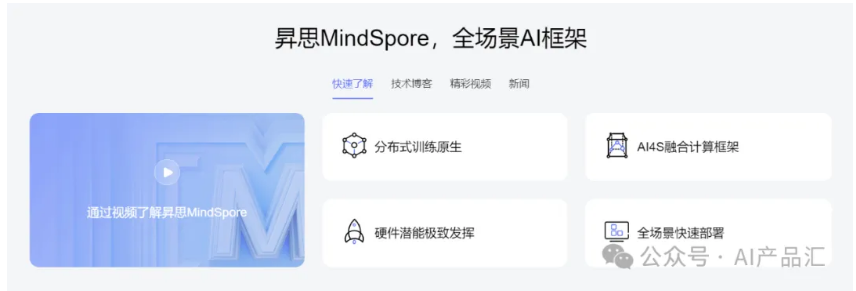 昇思MindSpore，全场景AI框架
快速了解 技术博客 精彩视频 新闻
分布式训练原生
AI4S融合计算框架
通过视频了解昇思MindSpore
硬件潜能极致发挥
全场景快速部署
公众号·AI产品汇